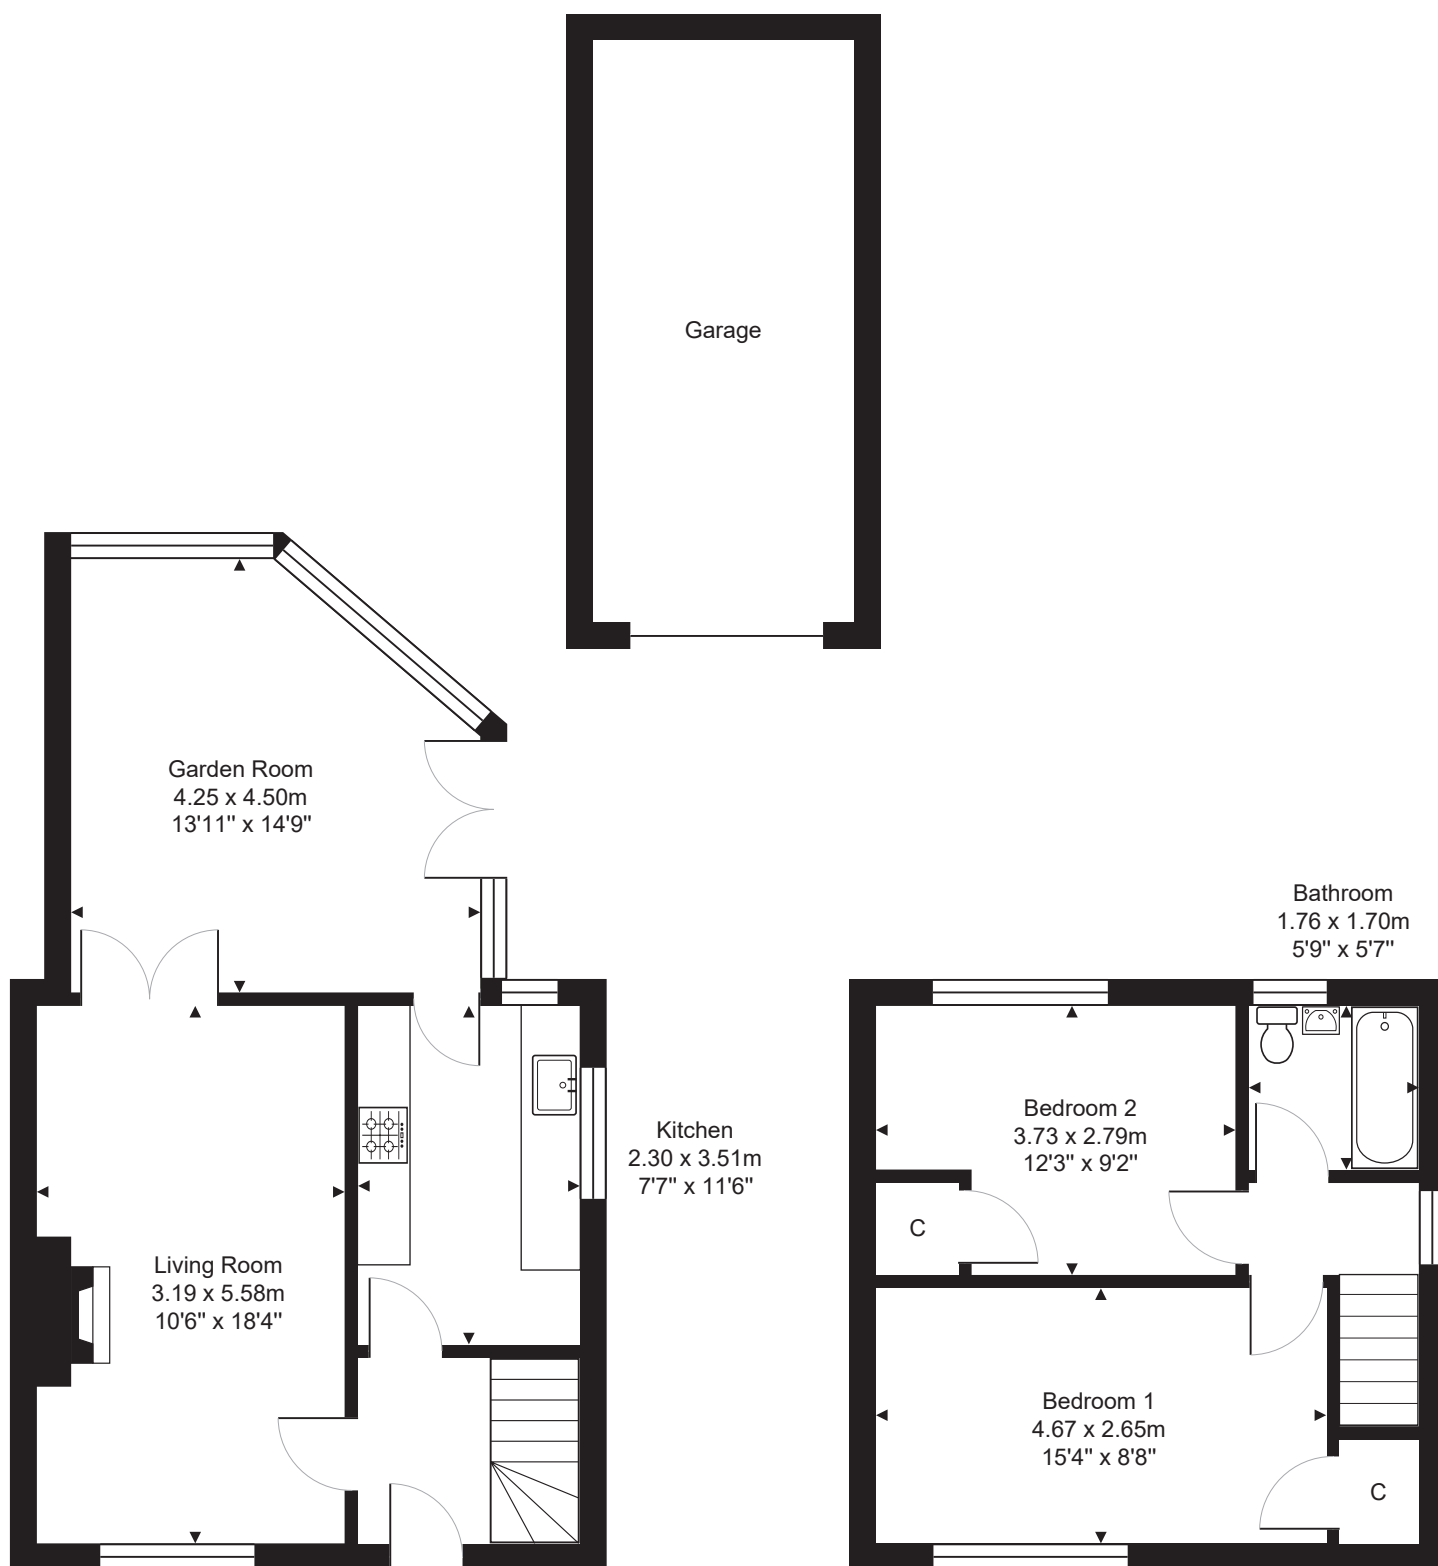 Garage
Garden Room
4.25 x 4.50m
13'11" x 14'9"
Bathroom
1.76 x 1.70m
5'9" x 5'7"
Kitchen
2.30 x 3.51m
7'7" x 11'6"
Bedroom 2
3.73 x 2.79m
12'3" x 9'2"
C
Living Room
3.19 x 5.58m
10'6" x 18'4"
Bedroom 1
4.67 x 2.65m
15'4" x 8'8"
C